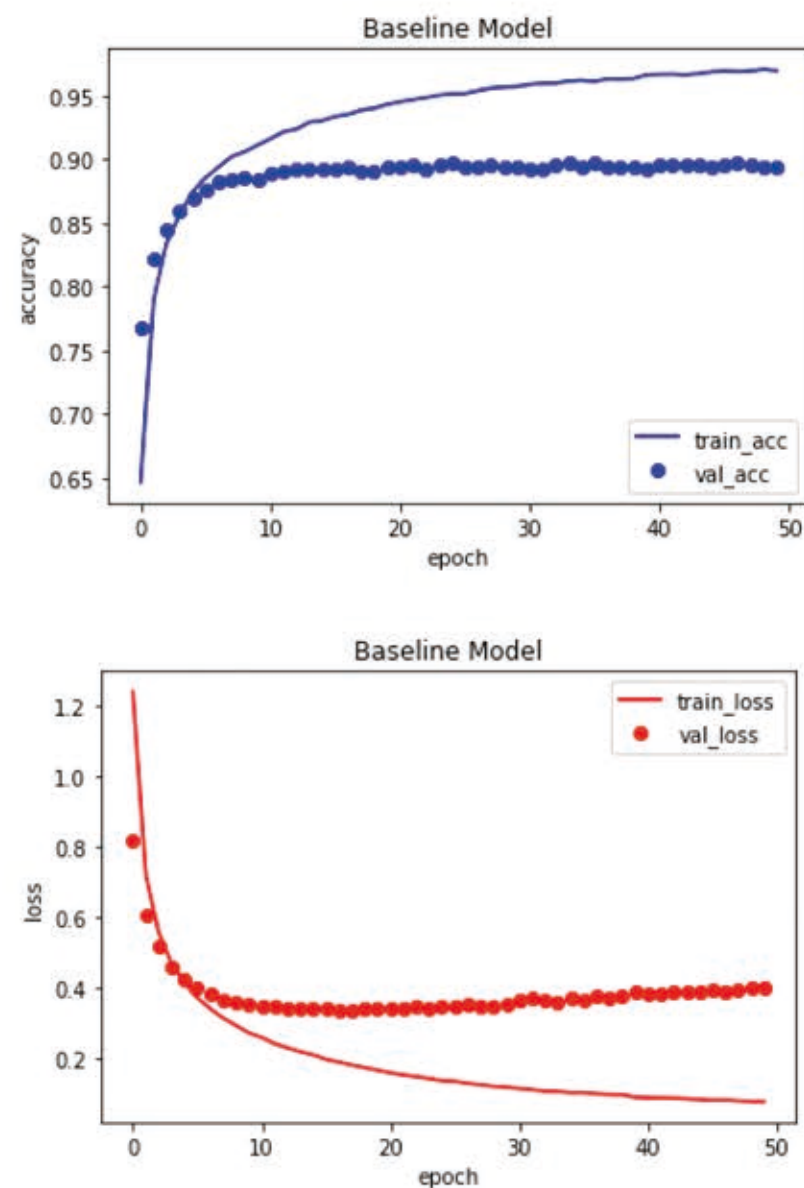 Baseline Model
accuracy
0.95
0.90
0.85
0.80
0.75
0.70
0.65
train_acc
val_acc
0 10 20 30 40 50
epoch
Baseline Model
loss
1.2
1.0
0.8
0.6
0.4
0.2
train_loss
val_loss
0 10 20 30 40 50
epoch